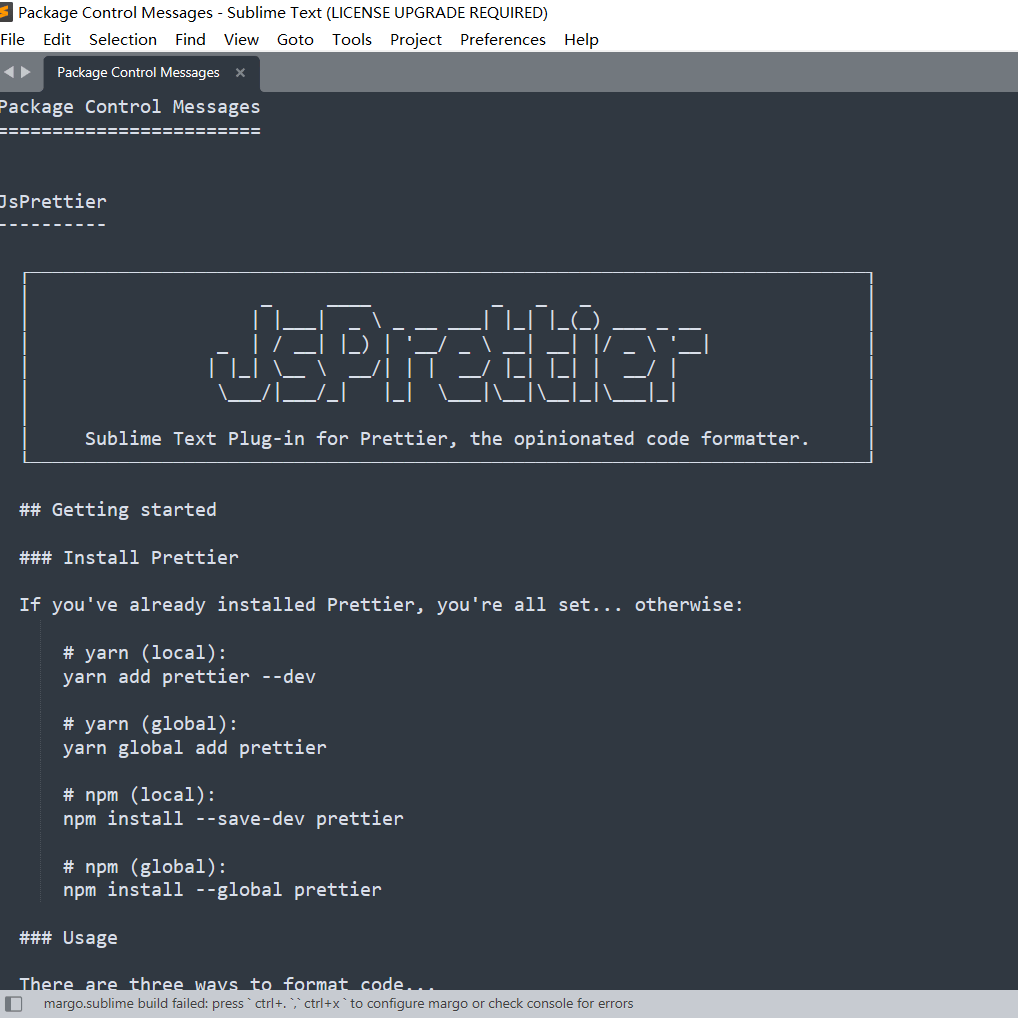 Package Control Messages - Sublime Text (LICENSE UPGRADE REQUIRED)
File Edit Selection Find View Goto Tools Project Preferences Help
Package Control Messages ×
Package Control Messages
========================
JsPrettier
----------
JsPrettier
Sublime Text Plug-in for Prettier, the opinionated code formatter.
## Getting started
### Install Prettier
If you've already installed Prettier, you're all set... otherwise:
# yarn (local):
yarn add prettier --dev
# yarn (global):
yarn global add prettier
# npm (local):
npm install --save-dev prettier
# npm (global):
npm install --global prettier
### Usage
There are three ways to format code...
margo.sublime build failed: press ` ctrl+. `,` ctrl+x ` to configure margo or check console for errors